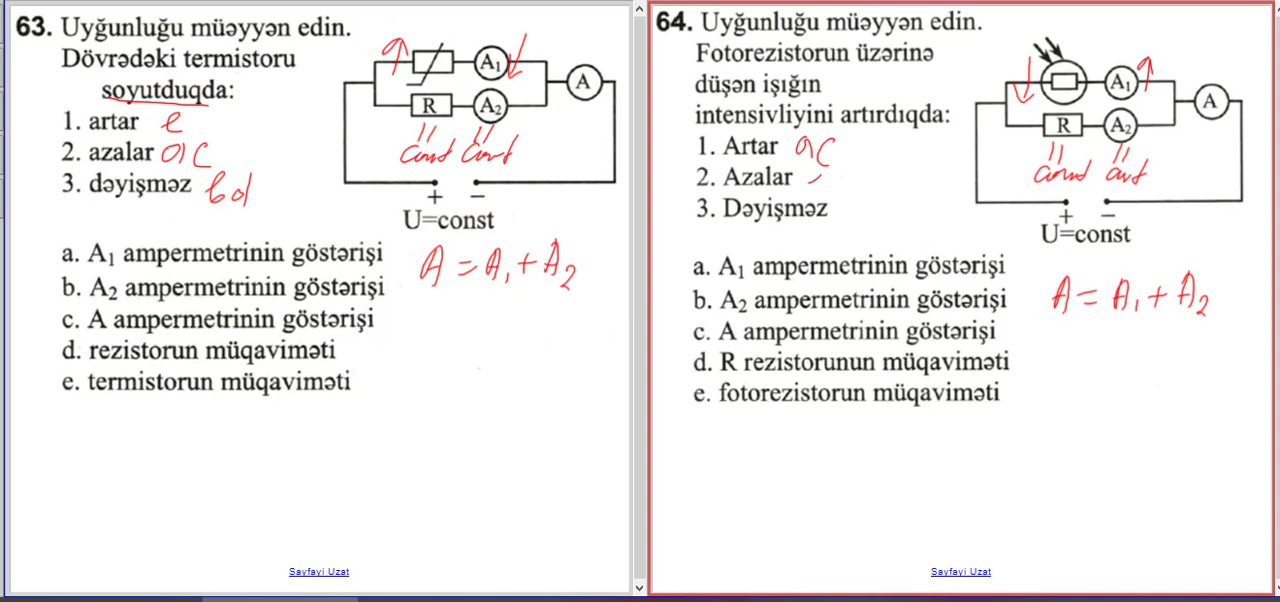 63. Uyğunluğu müəyyən edin.
Dövrədəki termistoru
soyutduqda:
1. artar e
2. azalar a c
3. dəyişməz b d
A₁
A
R
A₂
const const
+ −
U=const
a. A₁ ampermetrinin göstərişi
b. A₂ ampermetrinin göstərişi
c. A ampermetrinin göstərişi
d. rezistorun müqaviməti
e. termistorun müqaviməti
A = A₁ + A₂
Sayfayi Uzat
64. Uyğunluğu müəyyən edin.
Fotorezistorun üzərinə
düşən işığın
intensivliyini artırdıqda:
1. Artar a c
2. Azalar
3. Dəyişməz
A₁
A
R
A₂
const const
+ −
U=const
a. A₁ ampermetrinin göstərişi
b. A₂ ampermetrinin göstərişi
c. A ampermetrinin göstərişi
d. R rezistorunun müqaviməti
e. fotorezistorun müqaviməti
A = A₁ + A₂
Sayfayi Uzat